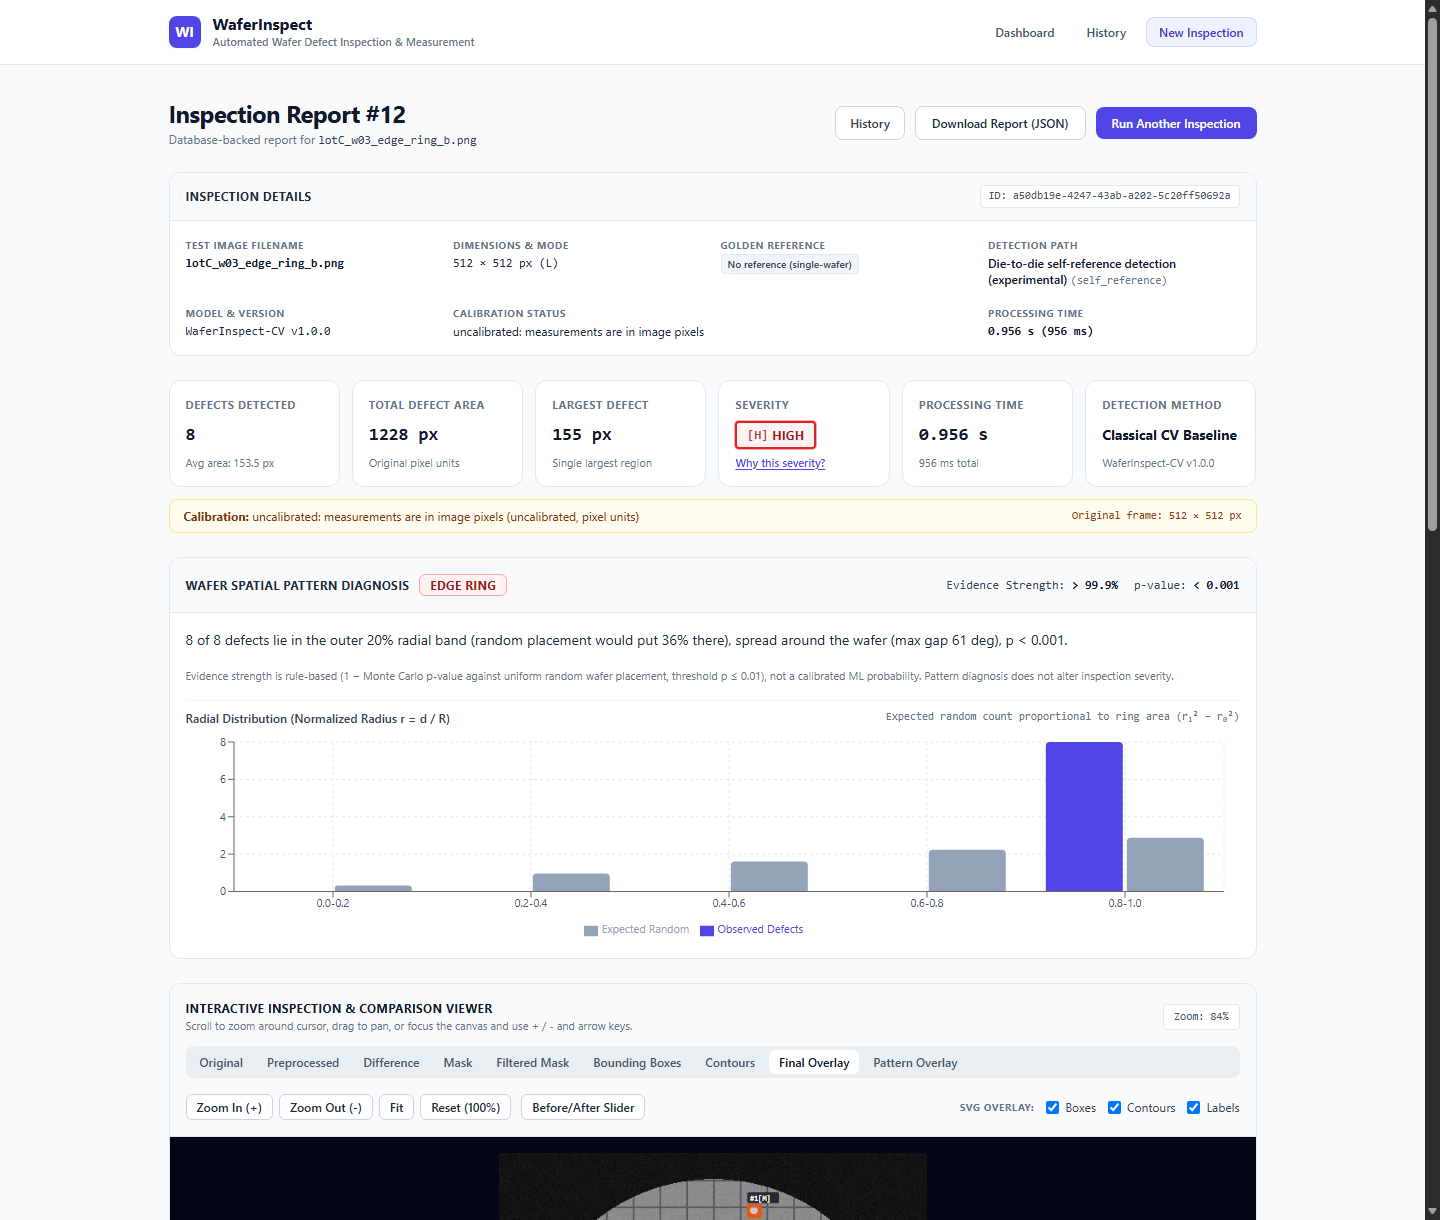 WI
WaferInspect
Automated Wafer Defect Inspection & Measurement
Dashboard History New Inspection
Inspection Report #12
Database-backed report for lotC_w03_edge_ring_b.png
History Download Report (JSON) Run Another Inspection
INSPECTION DETAILS
ID: a50db19e-4247-43ab-a202-5c20ff50692a
TEST IMAGE FILENAME
lotC_w03_edge_ring_b.png
DIMENSIONS & MODE
512 × 512 px (L)
GOLDEN REFERENCE
No reference (single-wafer)
DETECTION PATH
Die-to-die self-reference detection
(experimental) (self_reference)
MODEL & VERSION
WaferInspect-CV v1.0.0
CALIBRATION STATUS
uncalibrated: measurements are in image pixels
PROCESSING TIME
0.956 s (956 ms)
DEFECTS DETECTED
8
Avg area: 153.5 px
TOTAL DEFECT AREA
1228 px
Original pixel units
LARGEST DEFECT
155 px
Single largest region
SEVERITY
[H] HIGH
Why this severity?
PROCESSING TIME
0.956 s
956 ms total
DETECTION METHOD
Classical CV Baseline
WaferInspect-CV v1.0.0
Calibration: uncalibrated: measurements are in image pixels (uncalibrated, pixel units)
Original frame: 512 × 512 px
WAFER SPATIAL PATTERN DIAGNOSIS EDGE RING
Evidence Strength: > 99.9% p-value: < 0.001
8 of 8 defects lie in the outer 20% radial band (random placement would put 36% there), spread around the wafer (max gap 61 deg), p < 0.001.
Evidence strength is rule-based (1 − Monte Carlo p-value against uniform random wafer placement, threshold p ≤ 0.01), not a calibrated ML probability. Pattern diagnosis does not alter inspection severity.
Radial Distribution (Normalized Radius r = d / R)
Expected random count proportional to ring area (r₁² − r₀²)
8
6
4
2
0
0.0-0.2 0.2-0.4 0.4-0.6 0.6-0.8 0.8-1.0
Expected Random Observed Defects
INTERACTIVE INSPECTION & COMPARISON VIEWER
Scroll to zoom around cursor, drag to pan, or focus the canvas and use + / - and arrow keys.
Zoom: 84%
Original Preprocessed Difference Mask Filtered Mask Bounding Boxes Contours Final Overlay Pattern Overlay
Zoom In (+) Zoom Out (-) Fit Reset (100%) Before/After Slider
SVG OVERLAY: Boxes Contours Labels
#1[M]